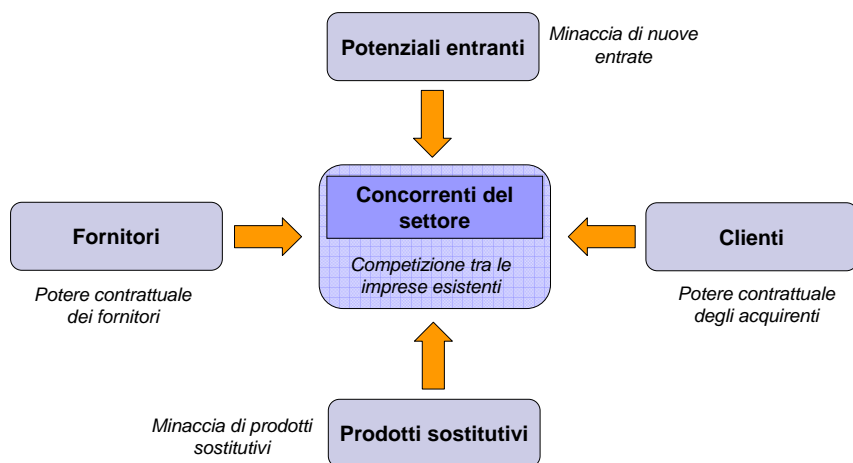 Potenziali entranti
Minaccia di nuove
entrate
Concorrenti del
settore
Competizione tra le
imprese esistenti
Fornitori
Potere contrattuale
dei fornitori
Clienti
Potere contrattuale
degli acquirenti
Minaccia di prodotti
sostitutivi
Prodotti sostitutivi